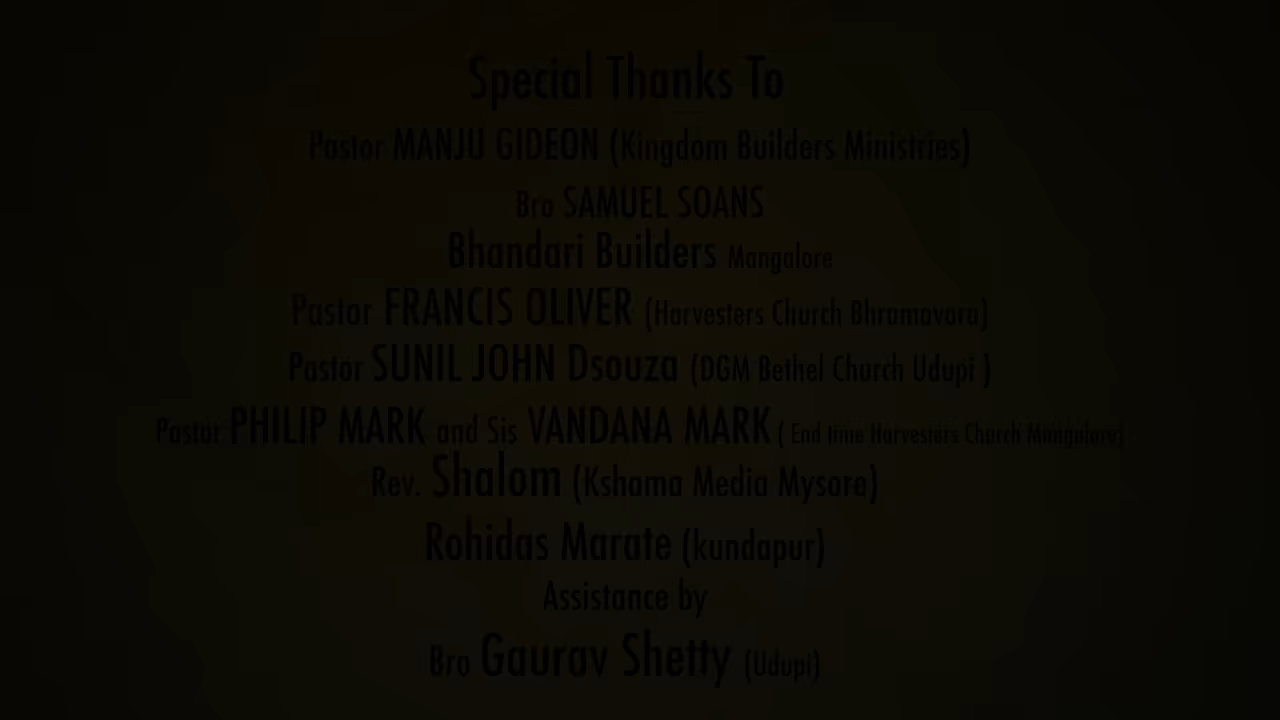 Special Thanks To
Pastor MANJU GIDEON (Kingdom Builders Ministries)
Bro SAMUEL SOANS
Bhandari Builders Mangalore
Pastor FRANCIS OLIVER (Harvesters Church Bhramavara)
Pastor SUNIL JOHN Dsouza (DGM Bethel Church Udupi )
Pastor PHILIP MARK and Sis VANDANA MARK ( End time Harvesters Church Mangalore)
Rev. Shalom (Kshama Media Mysore)
Rohidas Marate (kundapur)
Assistance by
Bro Gaurav Shetty (Udupi)